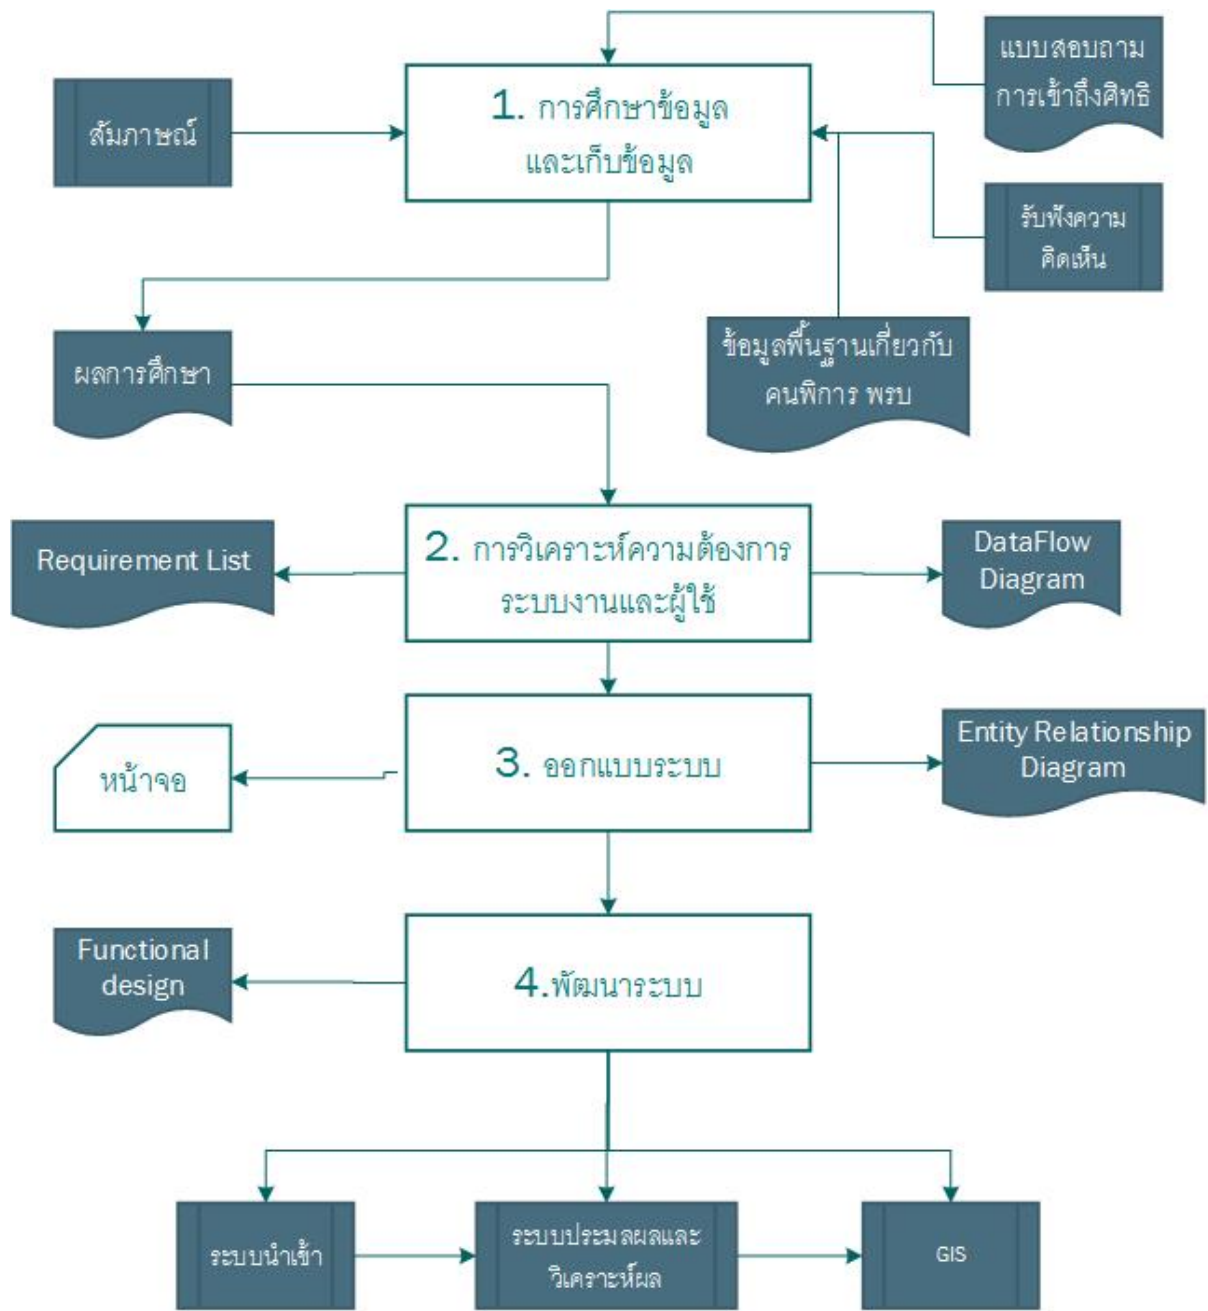 แบบสอบถาม
การเข้าถึงสิทธิ
สัมภาษณ์
1. การศึกษาข้อมูล
และเก็บข้อมูล
รับฟังความ
คิดเห็น
ผลการศึกษา
ข้อมูลพื้นฐานเกี่ยวกับ
คนพิการ พรบ
Requirement List
2. การวิเคราะห์ความต้องการ
ระบบงานและผู้ใช้
DataFlow
Diagram
หน้าจอ
3. ออกแบบระบบ
Entity Relationship
Diagram
Functional
design
4.พัฒนาระบบ
ระบบนำเข้า
ระบบประมลผลและ
วิเคราะห์ผล
GIS